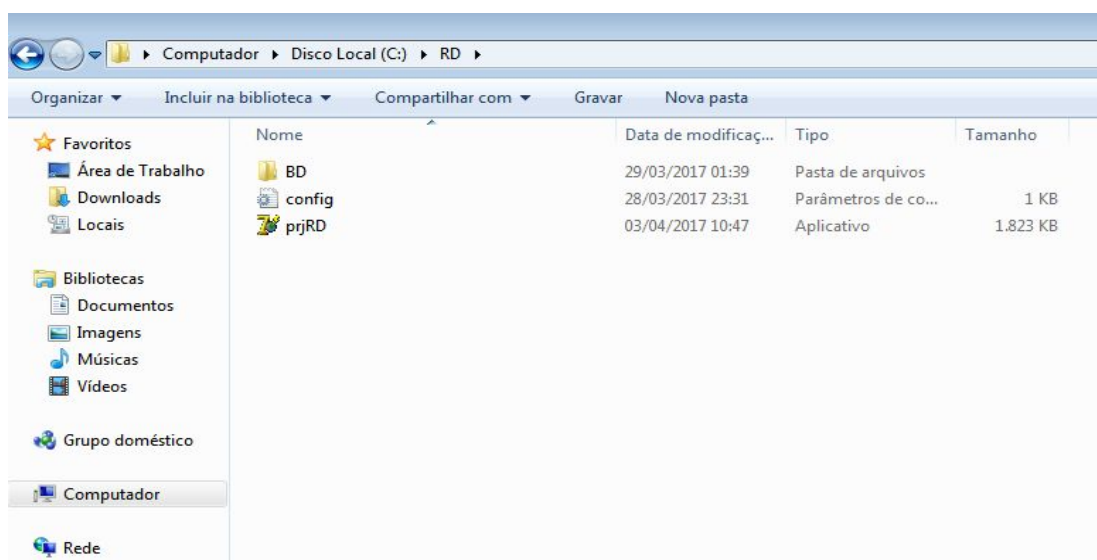 Computador Disco Local (C:) RD
Organizar Incluir na biblioteca Compartilhar com Gravar Nova pasta
Favoritos
Área de Trabalho
Downloads
Locais
Bibliotecas
Documentos
Imagens
Músicas
Vídeos
Grupo doméstico
Computador
Rede
Nome Data de modificaç... Tipo Tamanho
BD 29/03/2017 01:39 Pasta de arquivos
config 28/03/2017 23:31 Parâmetros de co... 1 KB
prjRD 03/04/2017 10:47 Aplicativo 1.823 KB